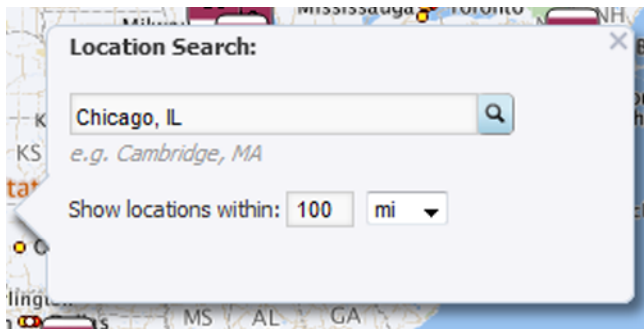 Mississauga Toronto
NH
Location Search:
Chicago, IL
KS
e.g. Cambridge, MA
Show locations within: 100 mi
MS AL GA